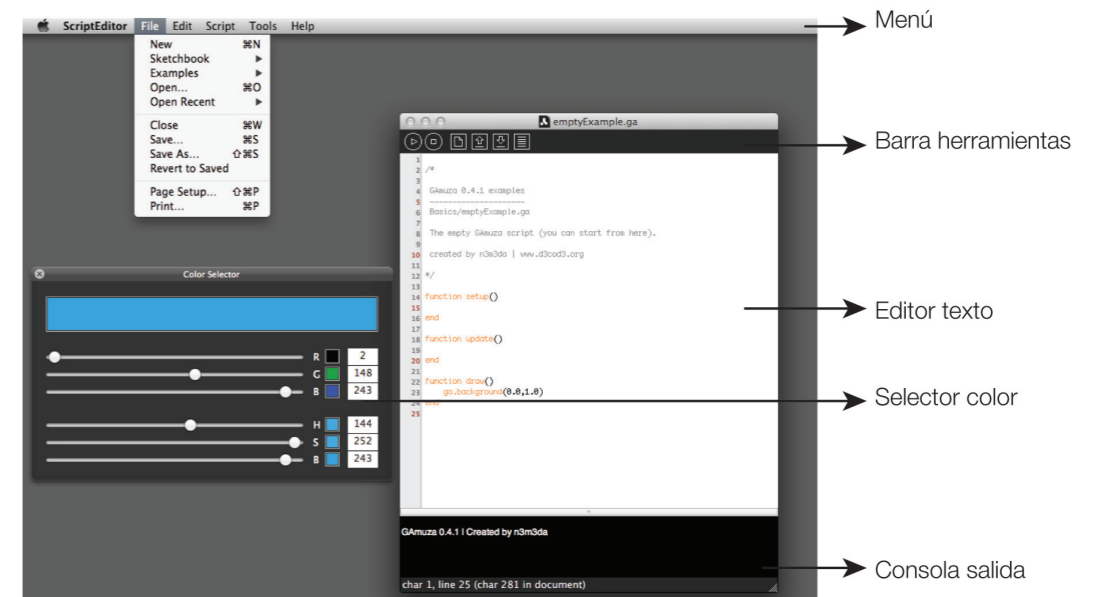 ScriptEditor File Edit Script Tools Help
New ⌘N
Sketchbook ▶
Examples ▶
Open... ⌘O
Open Recent ▶
Close ⌘W
Save... ⌘S
Save As... ⇧⌘S
Revert to Saved
Page Setup... ⇧⌘P
Print... ⌘P
Menú
emptyExample.ga
Barra herramientas
1
2 /*
3
4 GAmuza 0.4.1 examples
5 ---------------------
6 Basics/emptyExample.ga
7
8 The empty GAmuza script (you can start from here).
9
10 created by n3m3da | www.d3cod3.org
11
12 */
13
14 function setup()
15
16 end
17
18 function update()
19
20 end
21
22 function draw()
23 ga.background(0.0,1.0)
24 end
25
Editor texto
Color Selector
R 2
G 148
B 243
H 144
S 252
B 243
Selector color
GAmuza 0.4.1 | Created by n3m3da
char 1, line 25 (char 281 in document)
Consola salida